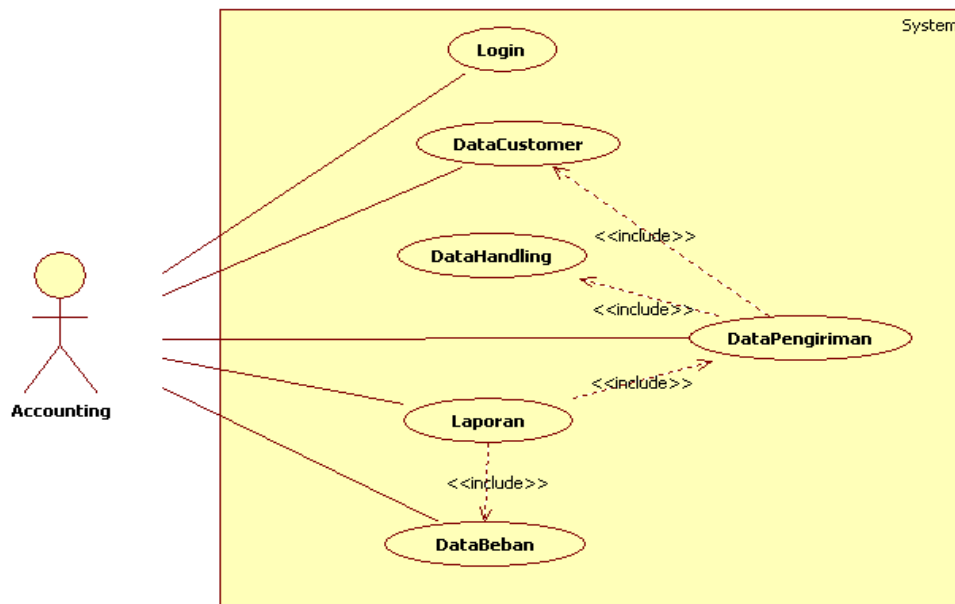 System
Login
DataCustomer
<<include>>
DataHandling
<<include>>
DataPengiriman
<<include>>
Accounting
Laporan
<<include>>
DataBeban